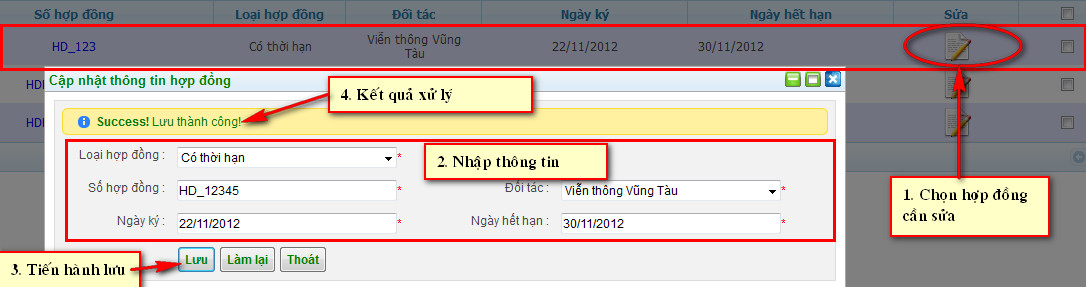 Số hợp đồng Loại hợp đồng Đối tác Ngày ký Ngày hết hạn Sửa
HD_123 Có thời hạn Viễn thông Vũng Tàu 22/11/2012 30/11/2012
Cập nhật thông tin hợp đồng
4. Kết quả xử lý
Success! Lưu thành công!
Loại hợp đồng : Có thời hạn *
2. Nhập thông tin
Số hợp đồng : HD_12345 * Đối tác : Viễn thông Vũng Tàu *
Ngày ký : 22/11/2012 * Ngày hết hạn : 30/11/2012 *
1. Chọn hợp đồng
cần sửa
3. Tiến hành lưu
Lưu Làm lại Thoát